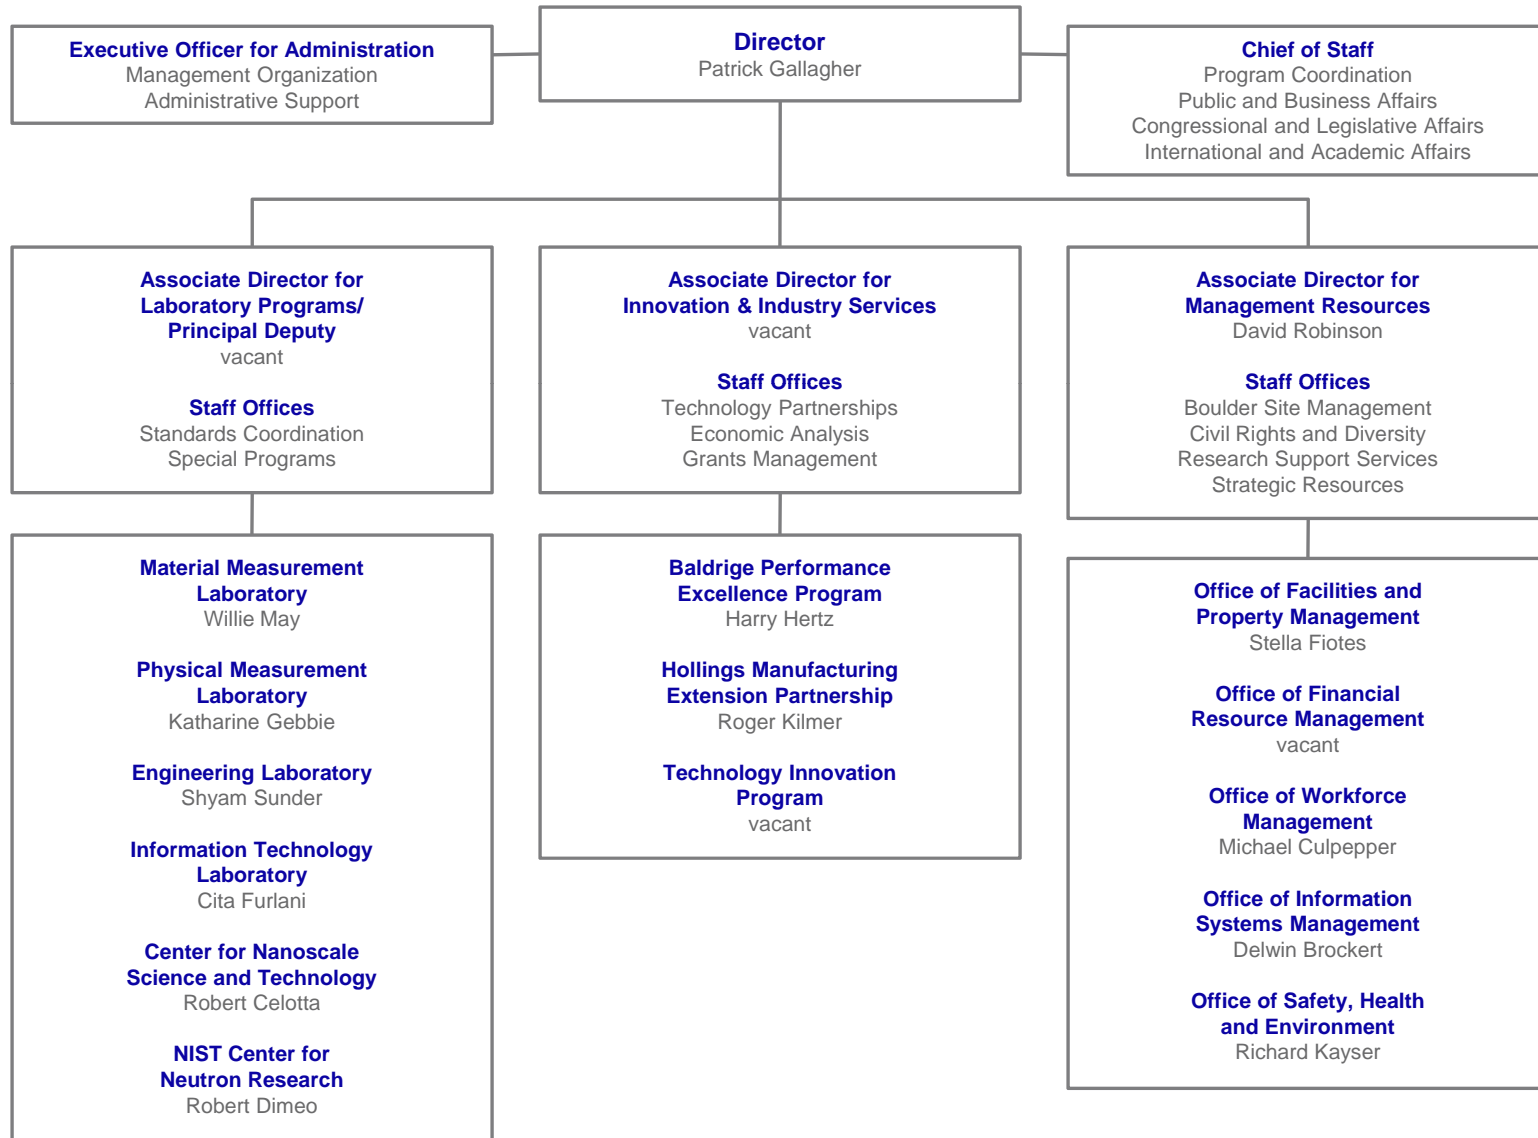 Executive Officer for Administration
Management Organization
Administrative Support
Director
Patrick Gallagher
Chief of Staff
Program Coordination
Public and Business Affairs
Congressional and Legislative Affairs
International and Academic Affairs
Associate Director for
Laboratory Programs/
Principal Deputy
vacant
Staff Offices
Standards Coordination
Special Programs
Associate Director for
Innovation & Industry Services
vacant
Staff Offices
Technology Partnerships
Economic Analysis
Grants Management
Associate Director for
Management Resources
David Robinson
Staff Offices
Boulder Site Management
Civil Rights and Diversity
Research Support Services
Strategic Resources
Material Measurement
Laboratory
Willie May
Physical Measurement
Laboratory
Katharine Gebbie
Engineering Laboratory
Shyam Sunder
Information Technology
Laboratory
Cita Furlani
Center for Nanoscale
Science and Technology
Robert Celotta
NIST Center for
Neutron Research
Robert Dimeo
Baldrige Performance
Excellence Program
Harry Hertz
Hollings Manufacturing
Extension Partnership
Roger Kilmer
Technology Innovation
Program
vacant
Office of Facilities and
Property Management
Stella Fiotes
Office of Financial
Resource Management
vacant
Office of Workforce
Management
Michael Culpepper
Office of Information
Systems Management
Delwin Brockert
Office of Safety, Health
and Environment
Richard Kayser